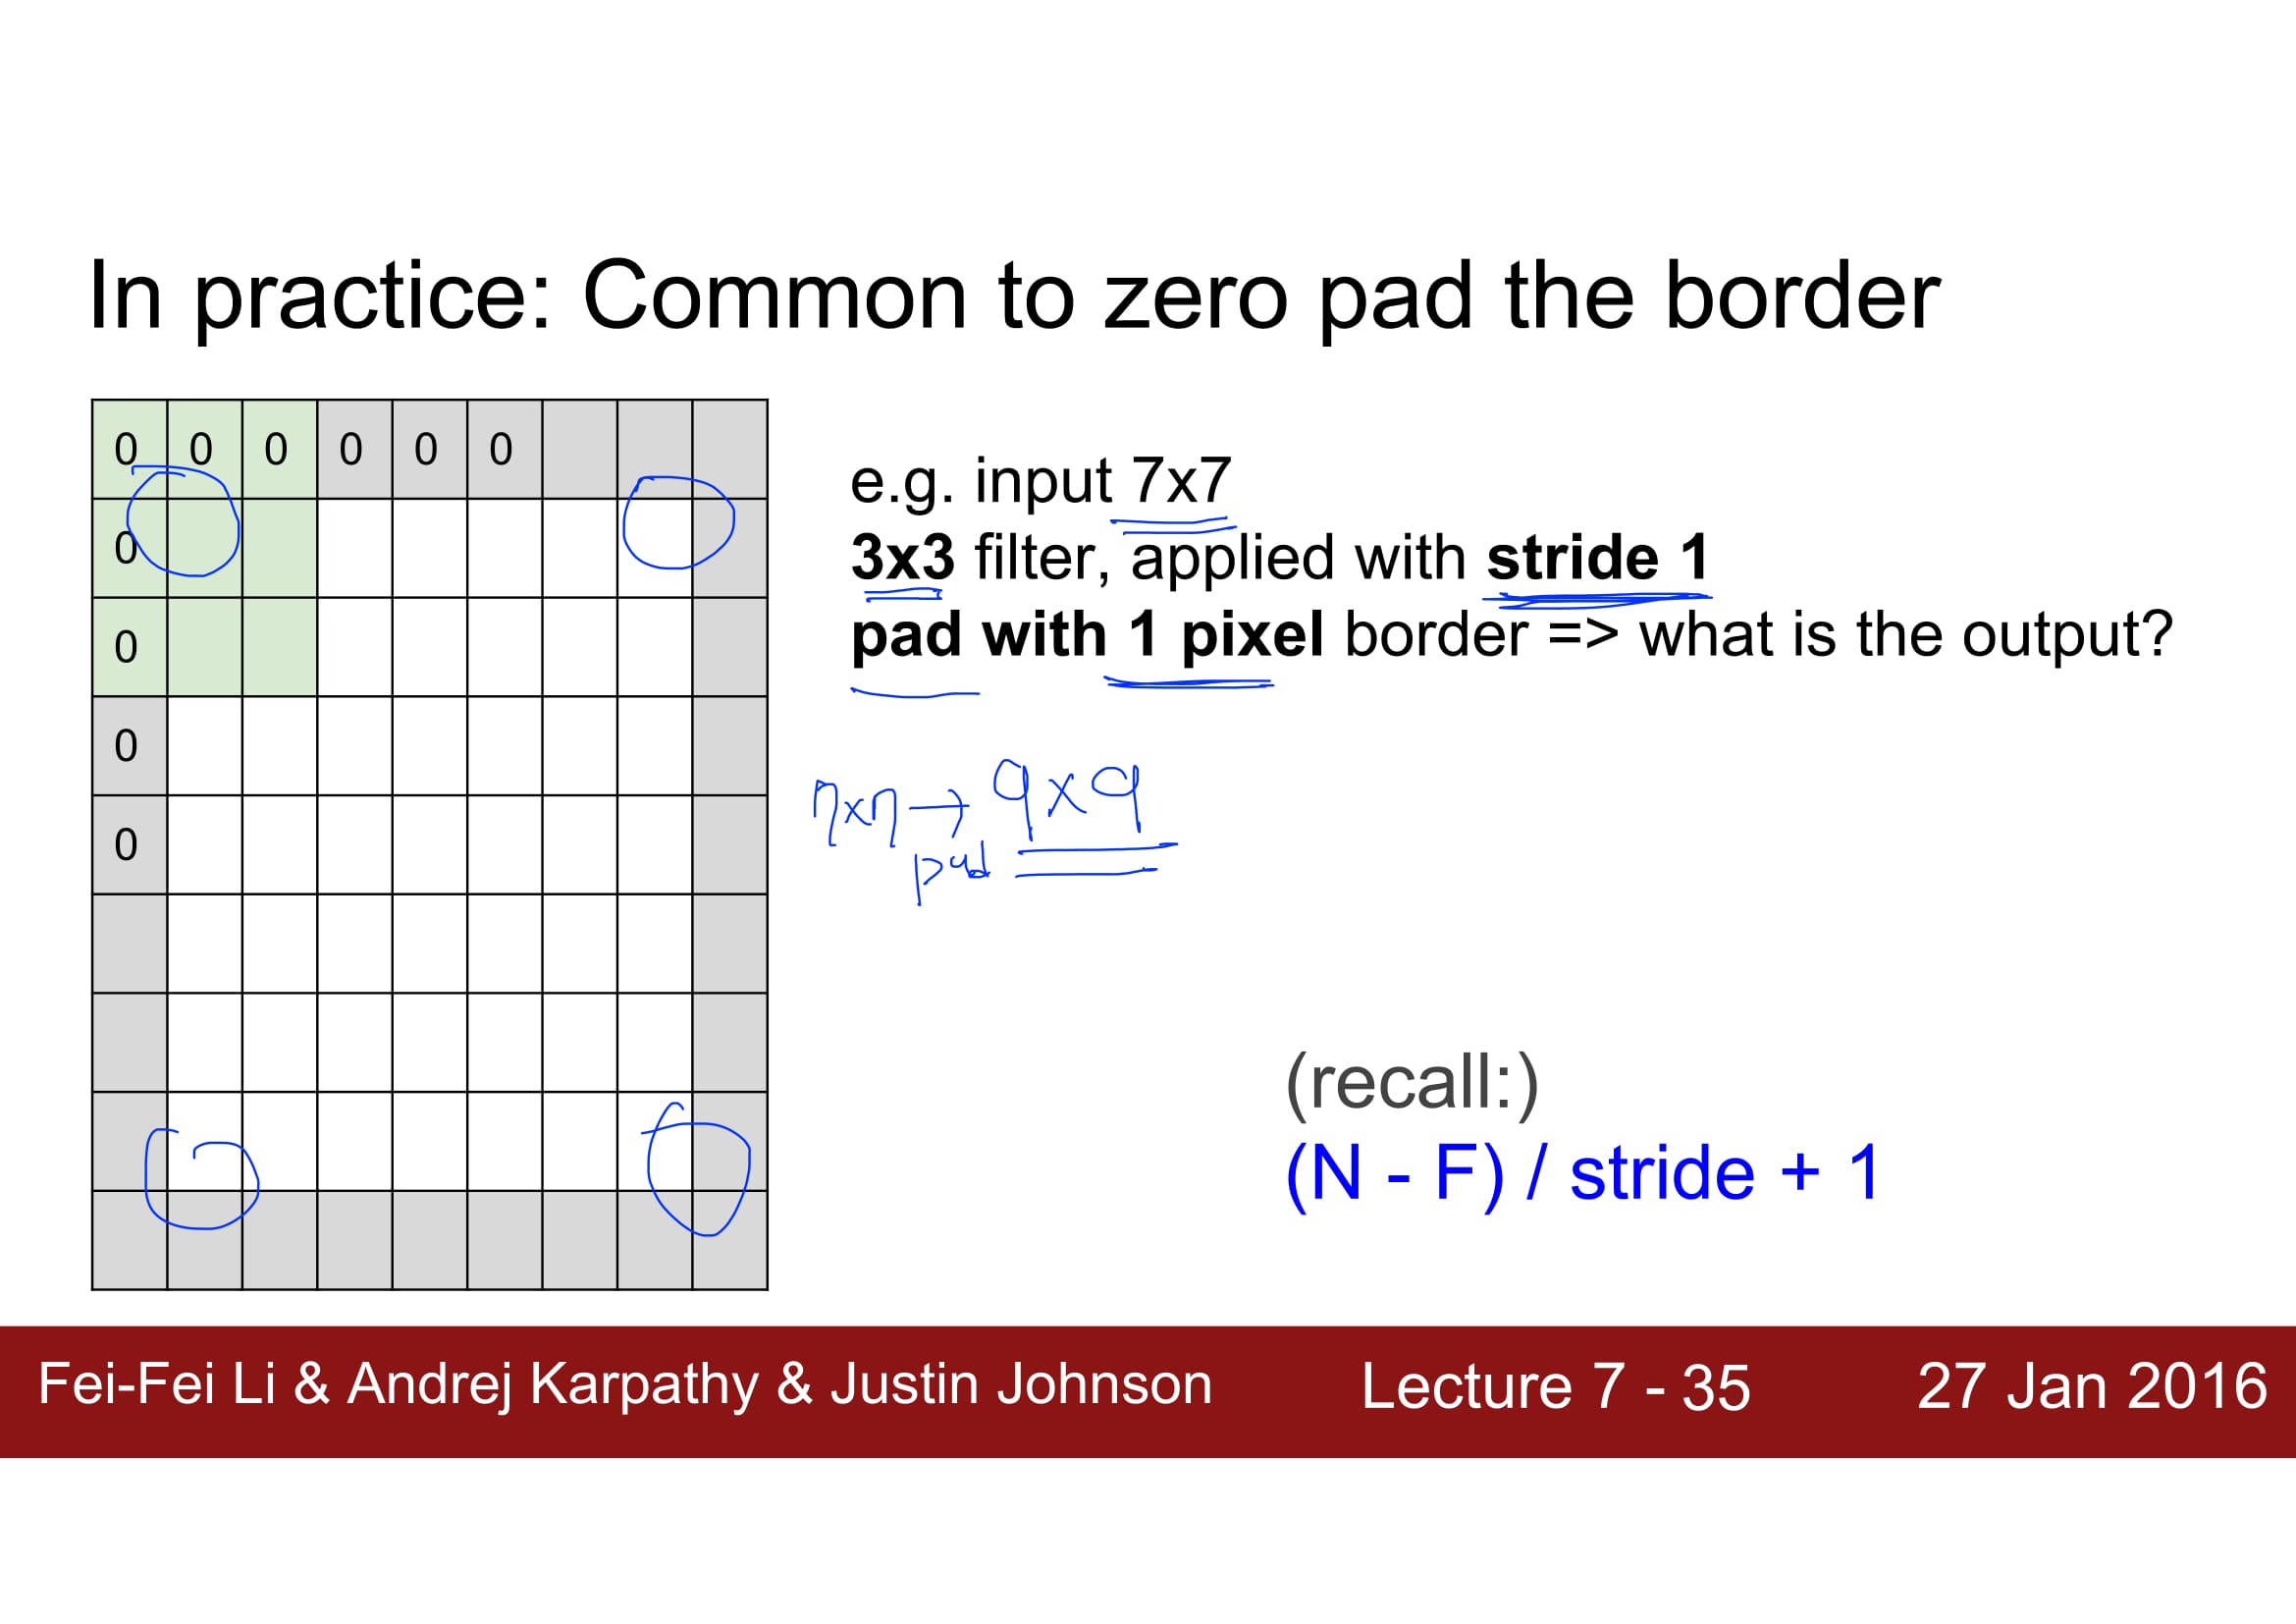 In practice: Common to zero pad the border
0 0 0 0 0 0
0
0
0
0
e.g. input 7x7
3x3 filter, applied with stride 1
pad with 1 pixel border => what is the output?
7x7 → 9x9
pad
(recall:)
(N - F) / stride + 1
Fei-Fei Li & Andrej Karpathy & Justin Johnson Lecture 7 - 35 27 Jan 2016